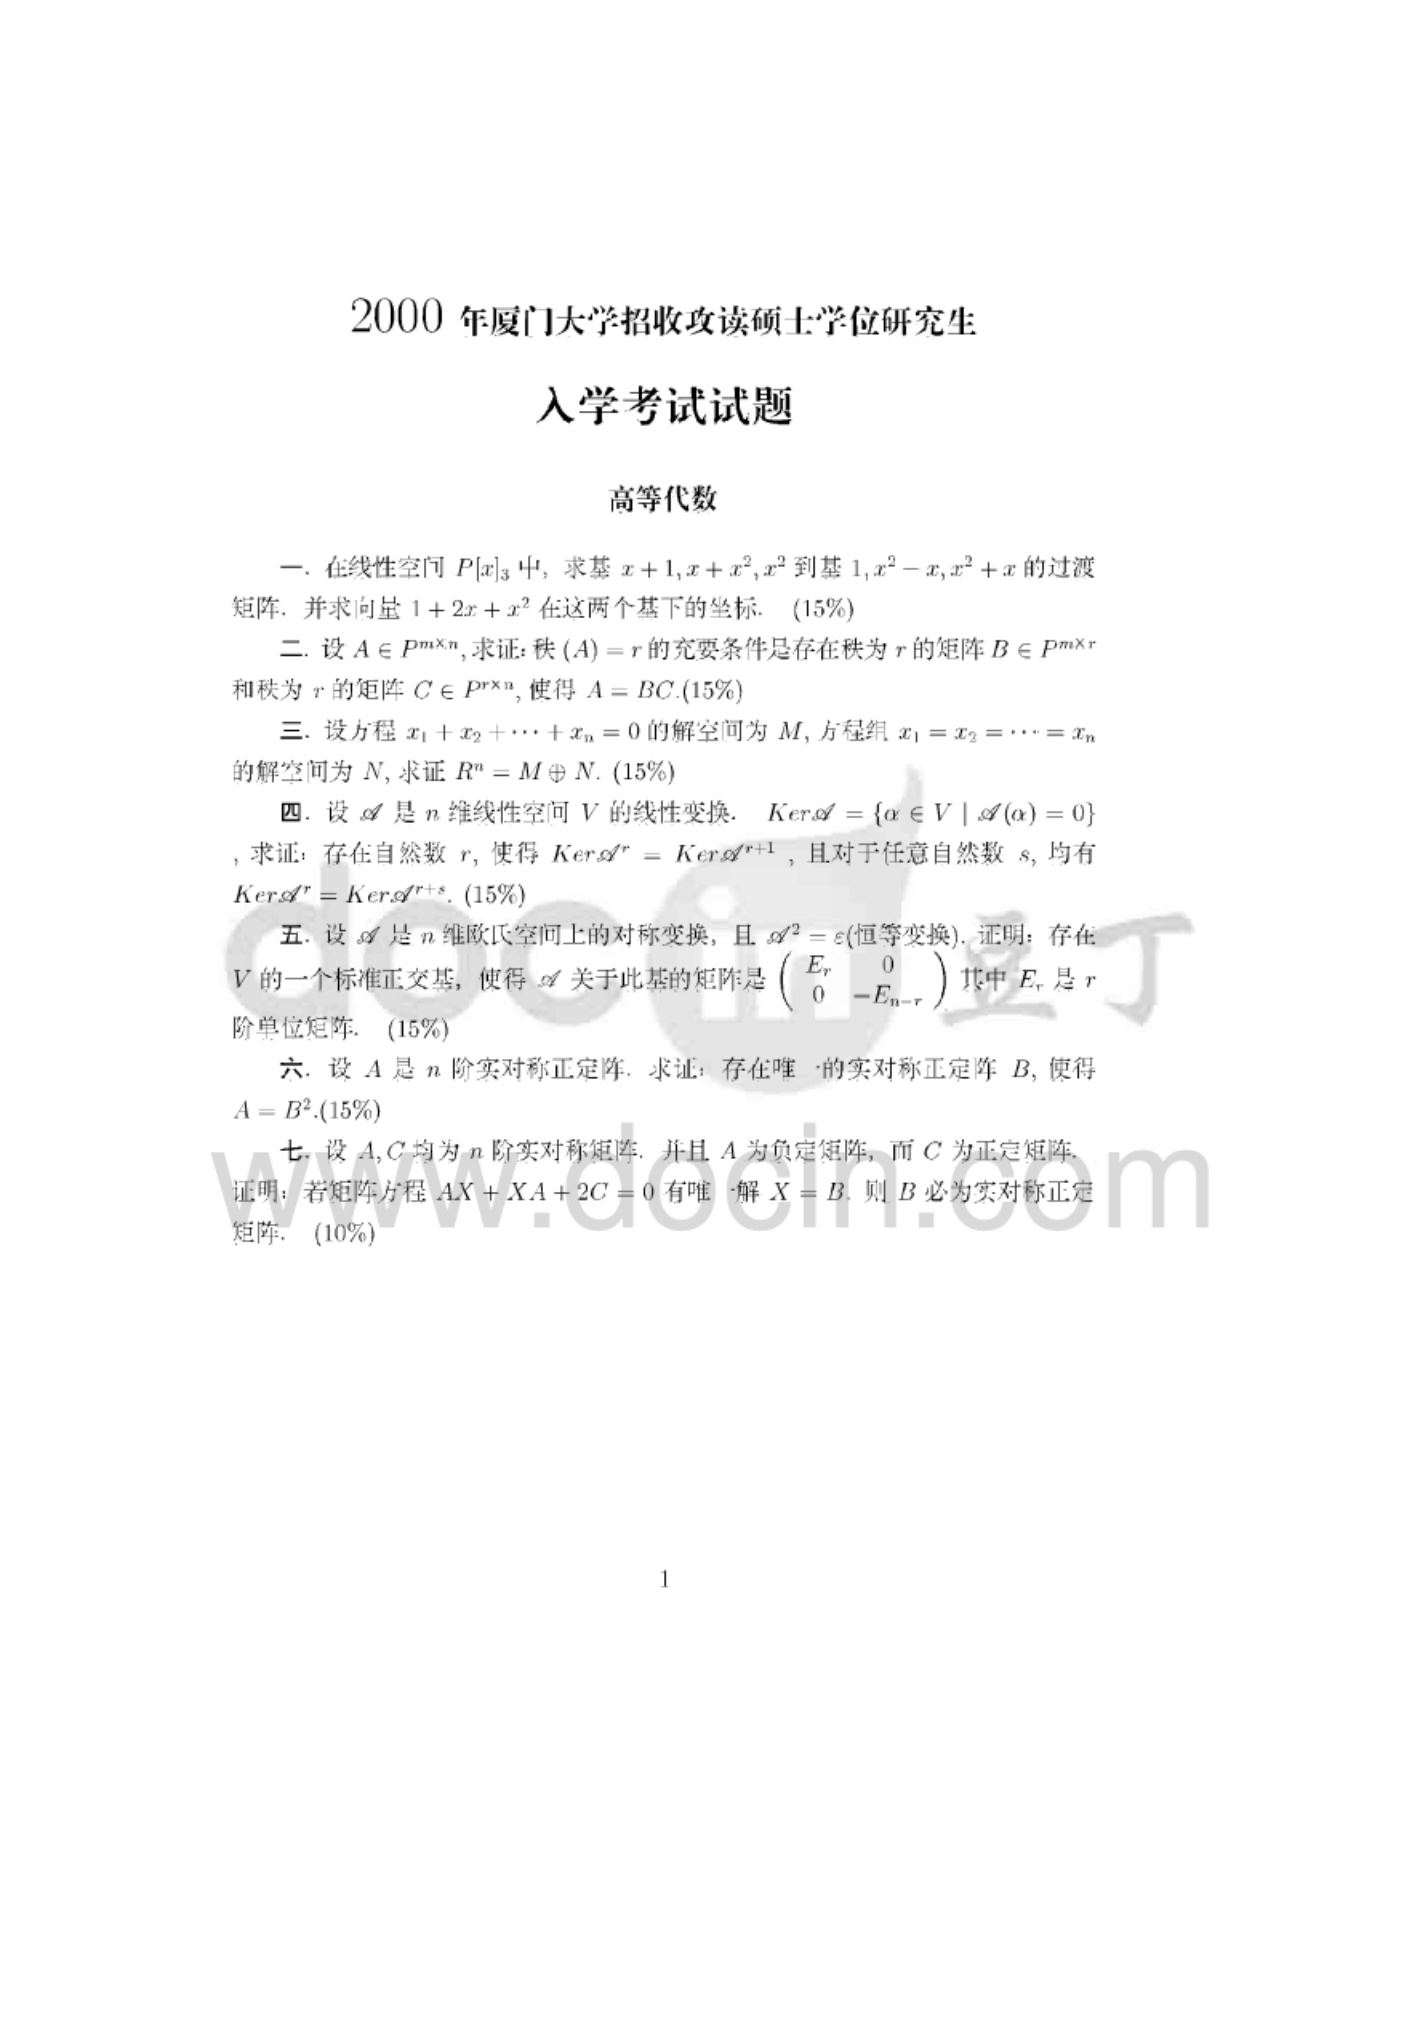 2000 年厦门大学招收攻读硕士学位研究生
入学考试试题
高等代数
一. 在线性空间 P[x]₃ 中, 求基 x + 1, x + x², x² 到基 1, x² − x, x² + x 的过渡
矩阵. 并求向量 1 + 2x + x² 在这两个基下的坐标. (15%)
二. 设 A ∈ P^{m×n}, 求证: 秩 (A) = r 的充要条件是存在秩为 r 的矩阵 B ∈ P^{m×r}
和秩为 r 的矩阵 C ∈ P^{r×n}, 使得 A = BC.(15%)
三. 设方程 x₁ + x₂ + ⋯ + xₙ = 0 的解空间为 M, 方程组 x₁ = x₂ = ⋯ = xₙ
的解空间为 N, 求证 Rⁿ = M ⊕ N. (15%)
四. 设 𝒜 是 n 维线性空间 V 的线性变换. Ker𝒜 = {α ∈ V | 𝒜(α) = 0}
, 求证: 存在自然数 r, 使得 Ker𝒜^r = Ker𝒜^{r+1} , 且对于任意自然数 s, 均有
Ker𝒜^r = Ker𝒜^{r+s}. (15%)
五. 设 𝒜 是 n 维欧氏空间上的对称变换, 且 𝒜² = ε(恒等变换). 证明: 存在
V 的一个标准正交基, 使得 𝒜 关于此基的矩阵是 ( E_r 0 ; 0 −E_{n−r} ) 其中 E_r 是 r
阶单位矩阵. (15%)
六. 设 A 是 n 阶实对称正定阵. 求证: 存在唯一的实对称正定阵 B, 使得
A = B².(15%)
七. 设 A, C 均为 n 阶实对称矩阵. 并且 A 为负定矩阵, 而 C 为正定矩阵.
证明: 若矩阵方程 AX + XA + 2C = 0 有唯一解 X = B. 则 B 必为实对称正定
矩阵. (10%)
docin 豆丁
www.docin.com
1